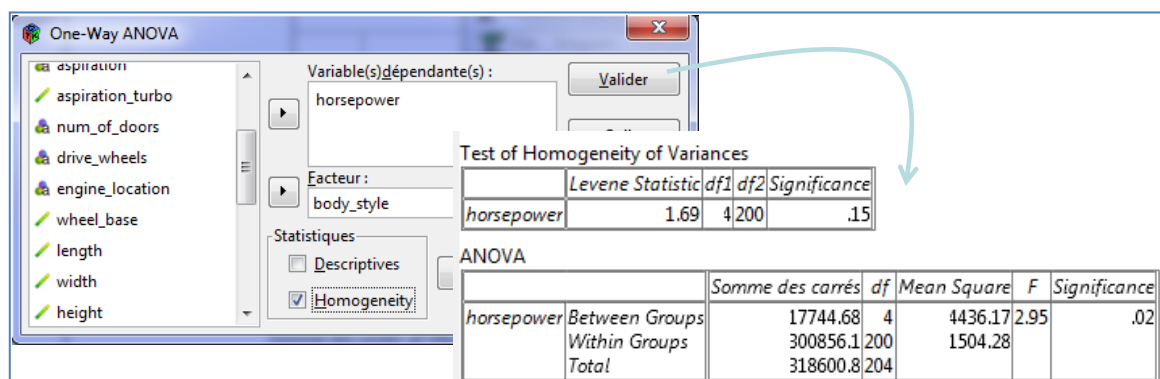 One-Way ANOVA
aspiration
aspiration_turbo
num_of_doors
drive_wheels
engine_location
wheel_base
length
width
height
Variable(s)dépendante(s) :
horsepower
Facteur :
body_style
Statistiques
Descriptives
Homogeneity
Valider
Test of Homogeneity of Variances
Levene Statistic df1 df2 Significance
horsepower 1.69 4 200 .15
ANOVA
Somme des carrés df Mean Square F Significance
horsepower Between Groups 17744.68 4 4436.17 2.95 .02
Within Groups 300856.1 200 1504.28
Total 318600.8 204